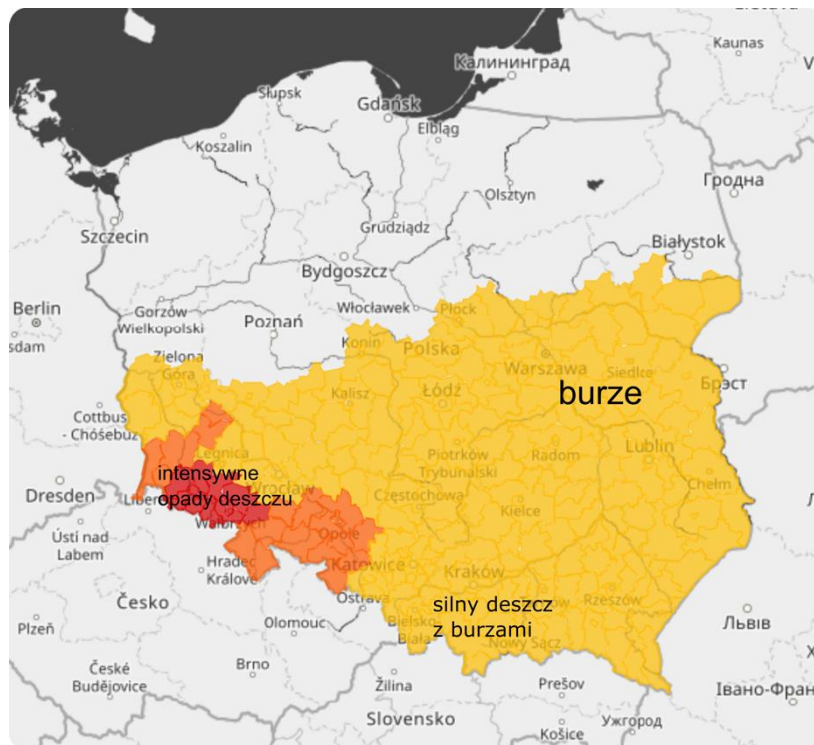 Kaunas
Калининград
Słupsk
Gdańsk
Elbląg
Koszalin
Гродна
Olsztyn
Grudziądz
Szczecin
Białystok
Bydgoszcz
Berlin
Gorzów
Wielkopolski
Włocławek
Płock
Poznań
Konin
Polska
Zielona
Góra
Warszawa
Siedlce
Брэст
burze
Kalisz
Łódź
Cottbus
- Chóśebuz
Legnica
Piotrków
Trybunalski
Radom
Lublin
intensywne
opady deszczu
Wrocław
Dresden
Częstochowa
Chełm
Kielce
Ústí nad
Labem
Opole
Hradec
Králové
Katowice
Kraków
Česko
Ostrava
silny deszcz
z burzami
Rzeszów
Львів
Plzeň
Olomouc
Bielsko-
Biała
Nowy Sącz
Brno
České
Budějovice
Žilina
Prešov
Івано-Фран
Slovensko
Košice
Ужгород